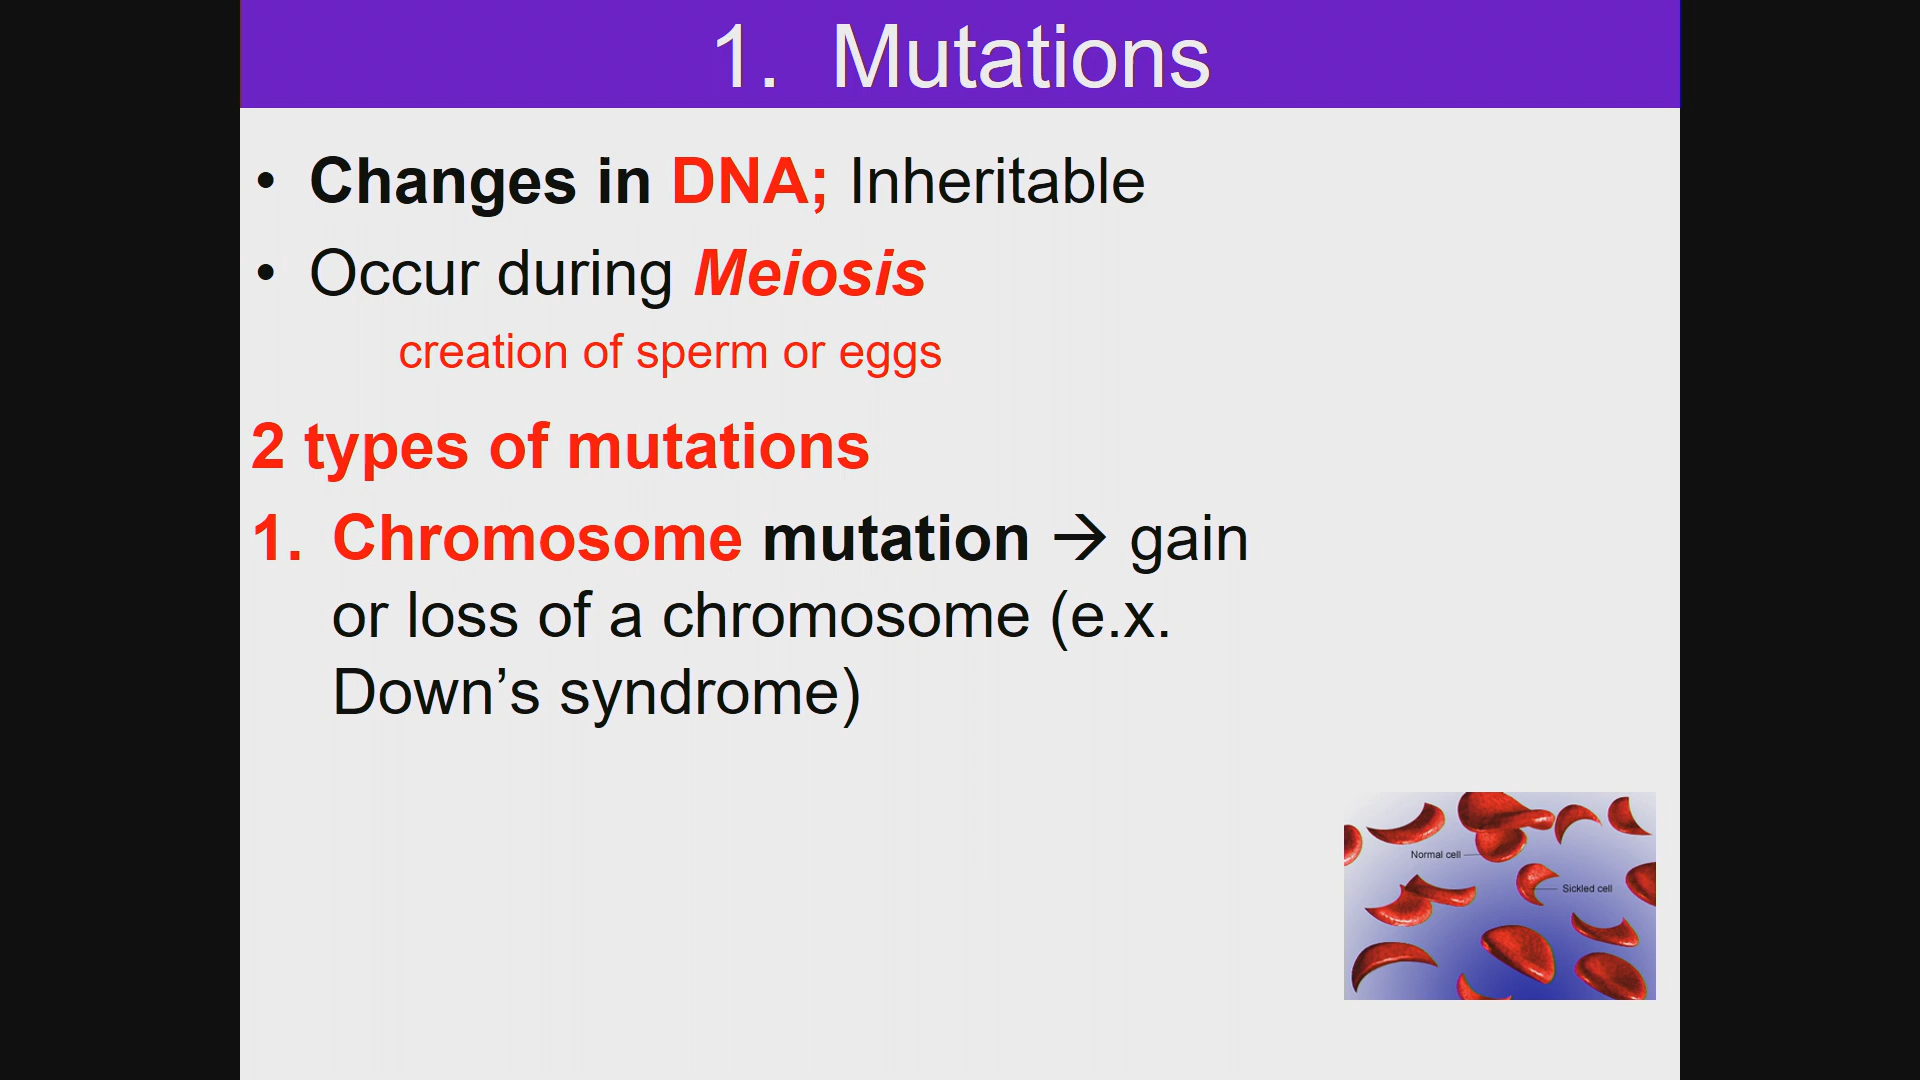 1. Mutations
• Changes in DNA; Inheritable
• Occur during Meiosis
creation of sperm or eggs
2 types of mutations
1. Chromosome mutation → gain
or loss of a chromosome (e.x.
Down’s syndrome)
Normal cell
Sickled cell